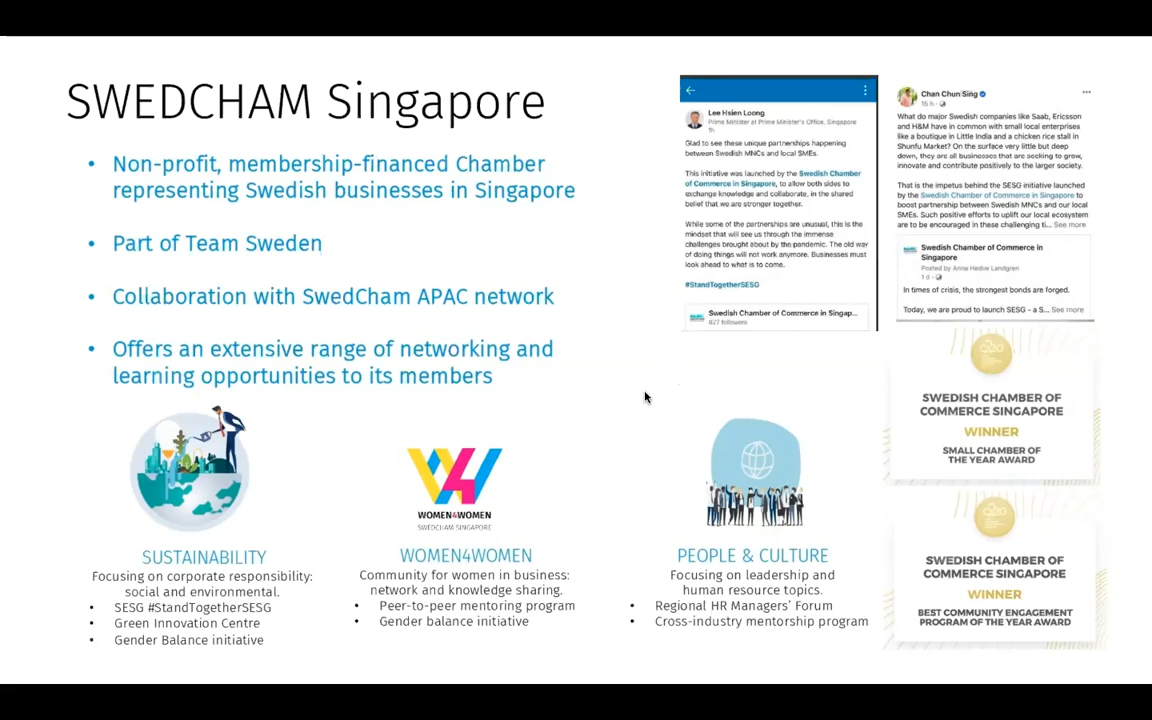 SWEDCHAM Singapore
• Non-profit, membership-financed Chamber
representing Swedish businesses in Singapore
• Part of Team Sweden
• Collaboration with SwedCham APAC network
• Offers an extensive range of networking and
learning opportunities to its members
Lee Hsien Loong
Prime Minister at Prime Minister's Office, Singapore
1h
Glad to see these unique partnerships happening
between Swedish MNCs and local SMEs.
This initiative was launched by the Swedish Chamber
of Commerce in Singapore, to allow both sides to
exchange knowledge and collaborate, in the shared
belief that we are stronger together.
While some of the partnerships are unusual, this is the
mindset that will see us through the immense
challenges brought about by the pandemic. The old way
of doing things will not work anymore. Businesses must
look ahead to what is to come.
#StandTogetherSESG
Swedish Chamber of Commerce in Singap...
827 followers
Chan Chun Sing
15 h ·
What do major Swedish companies like Saab, Ericsson
and H&M have in common with small local enterprises
like a boutique in Little India and a chicken rice stall in
Shunfu Market? On the surface very little but deep
down, they are all businesses that are seeking to grow,
innovate and contribute positively to the larger society.
That is the impetus behind the SESG initiative launched
by the Swedish Chamber of Commerce in Singapore to
boost partnership between Swedish MNCs and our local
SMEs. Such positive efforts to uplift our local ecosystem
are to be encouraged in these challenging ti... See more
Swedish Chamber of Commerce in
Singapore
Posted by Anna Hedve Landgren
1 d ·
In times of crisis, the strongest bonds are forged.
Today, we are proud to launch SESG - a S... See more
SWEDISH CHAMBER OF
COMMERCE SINGAPORE
WINNER
SMALL CHAMBER OF
THE YEAR AWARD
SWEDISH CHAMBER OF
COMMERCE SINGAPORE
WINNER
BEST COMMUNITY ENGAGEMENT
PROGRAM OF THE YEAR AWARD
SUSTAINABILITY
Focusing on corporate responsibility:
social and environmental.
• SESG #StandTogetherSESG
• Green Innovation Centre
• Gender Balance initiative
W4W
WOMEN4WOMEN
SWEDCHAM SINGAPORE
WOMEN4WOMEN
Community for women in business:
network and knowledge sharing.
• Peer-to-peer mentoring program
• Gender balance initiative
PEOPLE & CULTURE
Focusing on leadership and
human resource topics.
• Regional HR Managers' Forum
• Cross-industry mentorship program